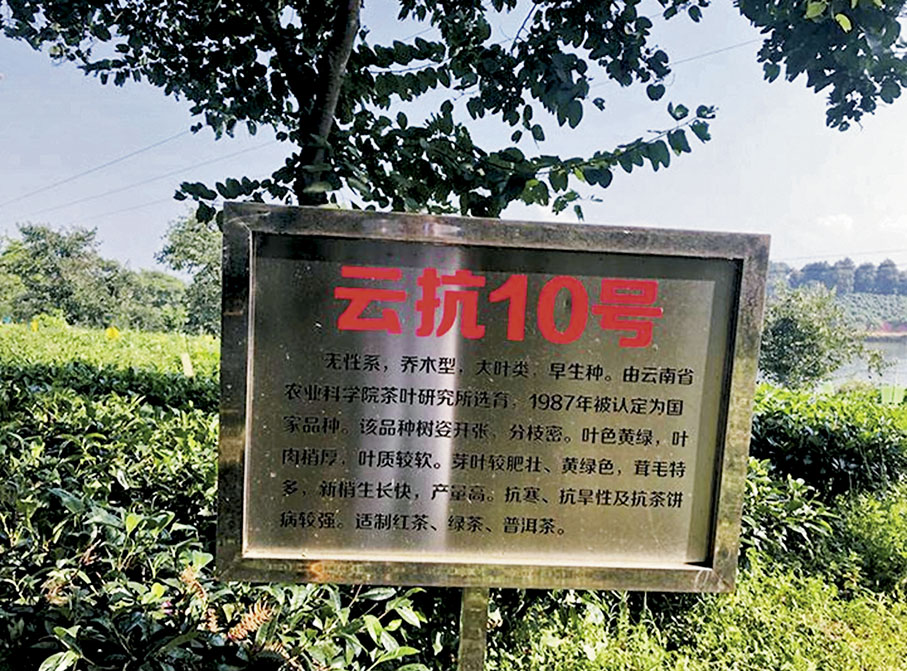 云抗10号
无性系，乔木型，大叶类，早生种。由云南省
农业科学院茶叶研究所选育，1987年被认定为国
家品种。该品种树姿开张，分枝密。叶色黄绿，叶
肉稍厚，叶质较软。芽叶较肥壮、黄绿色，茸毛特
多，新梢生长快，产量高。抗寒、抗旱性及抗茶饼
病较强。适制红茶、绿茶、普洱茶。